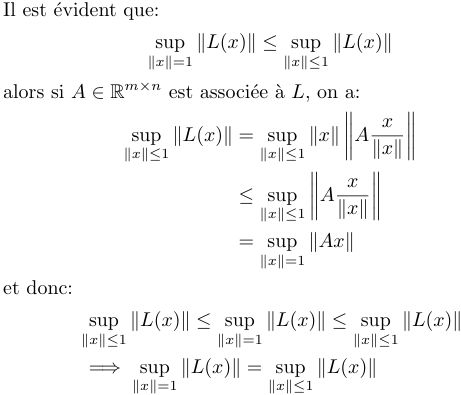 Il est évident que:
sup_{‖x‖=1} ‖L(x)‖ ≤ sup_{‖x‖≤1} ‖L(x)‖
alors si A ∈ ℝ^{m×n} est associée à L, on a:
sup_{‖x‖≤1} ‖L(x)‖ = sup_{‖x‖≤1} ‖x‖ ‖A x/‖x‖‖
≤ sup_{‖x‖≤1} ‖A x/‖x‖‖
= sup_{‖x‖=1} ‖Ax‖
et donc:
sup_{‖x‖≤1} ‖L(x)‖ ≤ sup_{‖x‖=1} ‖L(x)‖ ≤ sup_{‖x‖≤1} ‖L(x)‖
⟹ sup_{‖x‖=1} ‖L(x)‖ = sup_{‖x‖≤1} ‖L(x)‖